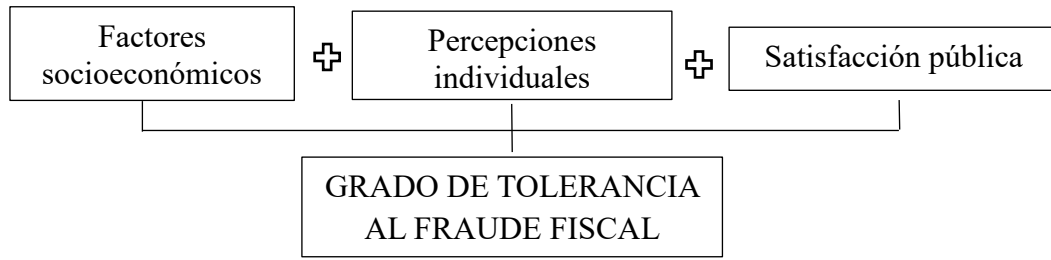 Factores
socioeconómicos
Percepciones
individuales
Satisfacción pública
GRADO DE TOLERANCIA
AL FRAUDE FISCAL